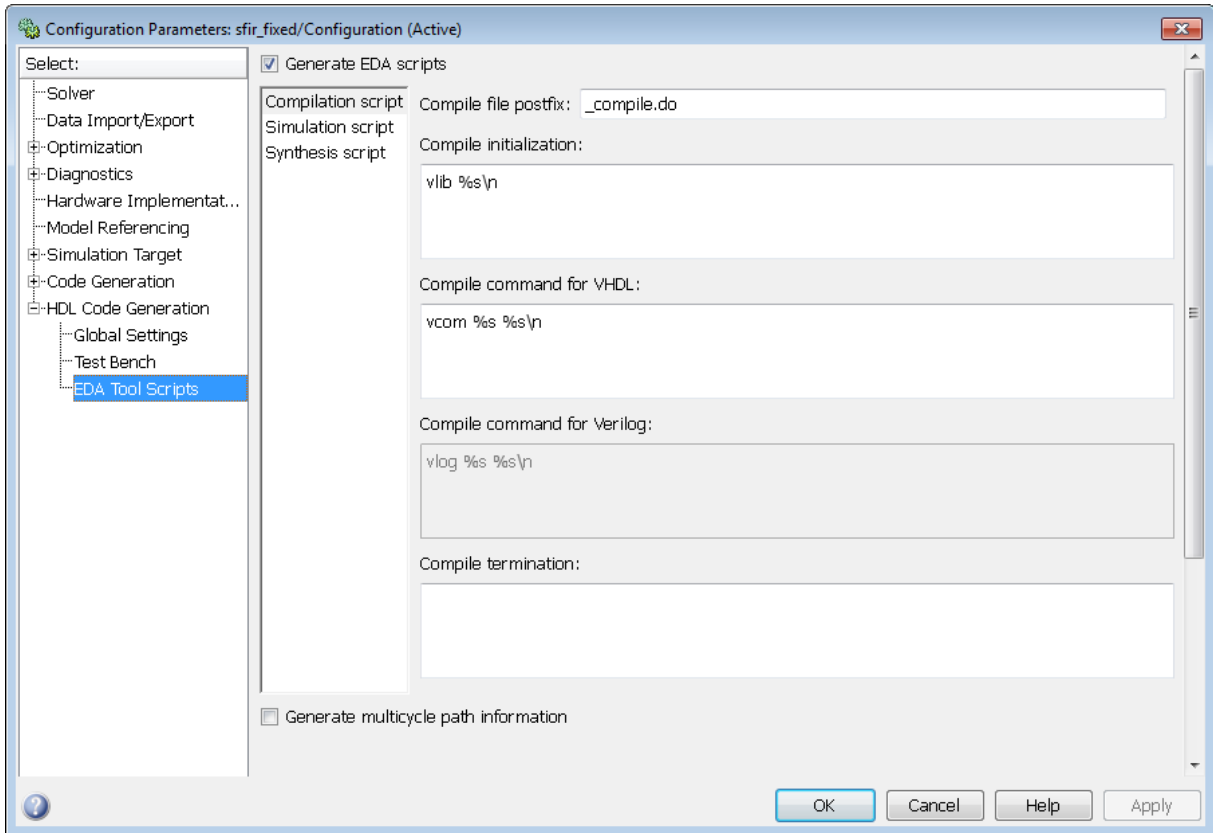 Configuration Parameters: sfir_fixed/Configuration (Active)
Select:
Solver
Data Import/Export
Optimization
Diagnostics
Hardware Implementat...
Model Referencing
Simulation Target
Code Generation
HDL Code Generation
Global Settings
Test Bench
EDA Tool Scripts
Generate EDA scripts
Compilation script
Simulation script
Synthesis script
Compile file postfix: _compile.do
Compile initialization:
vlib %s\n
Compile command for VHDL:
vcom %s %s\n
Compile command for Verilog:
vlog %s %s\n
Compile termination:
Generate multicycle path information
OK Cancel Help Apply